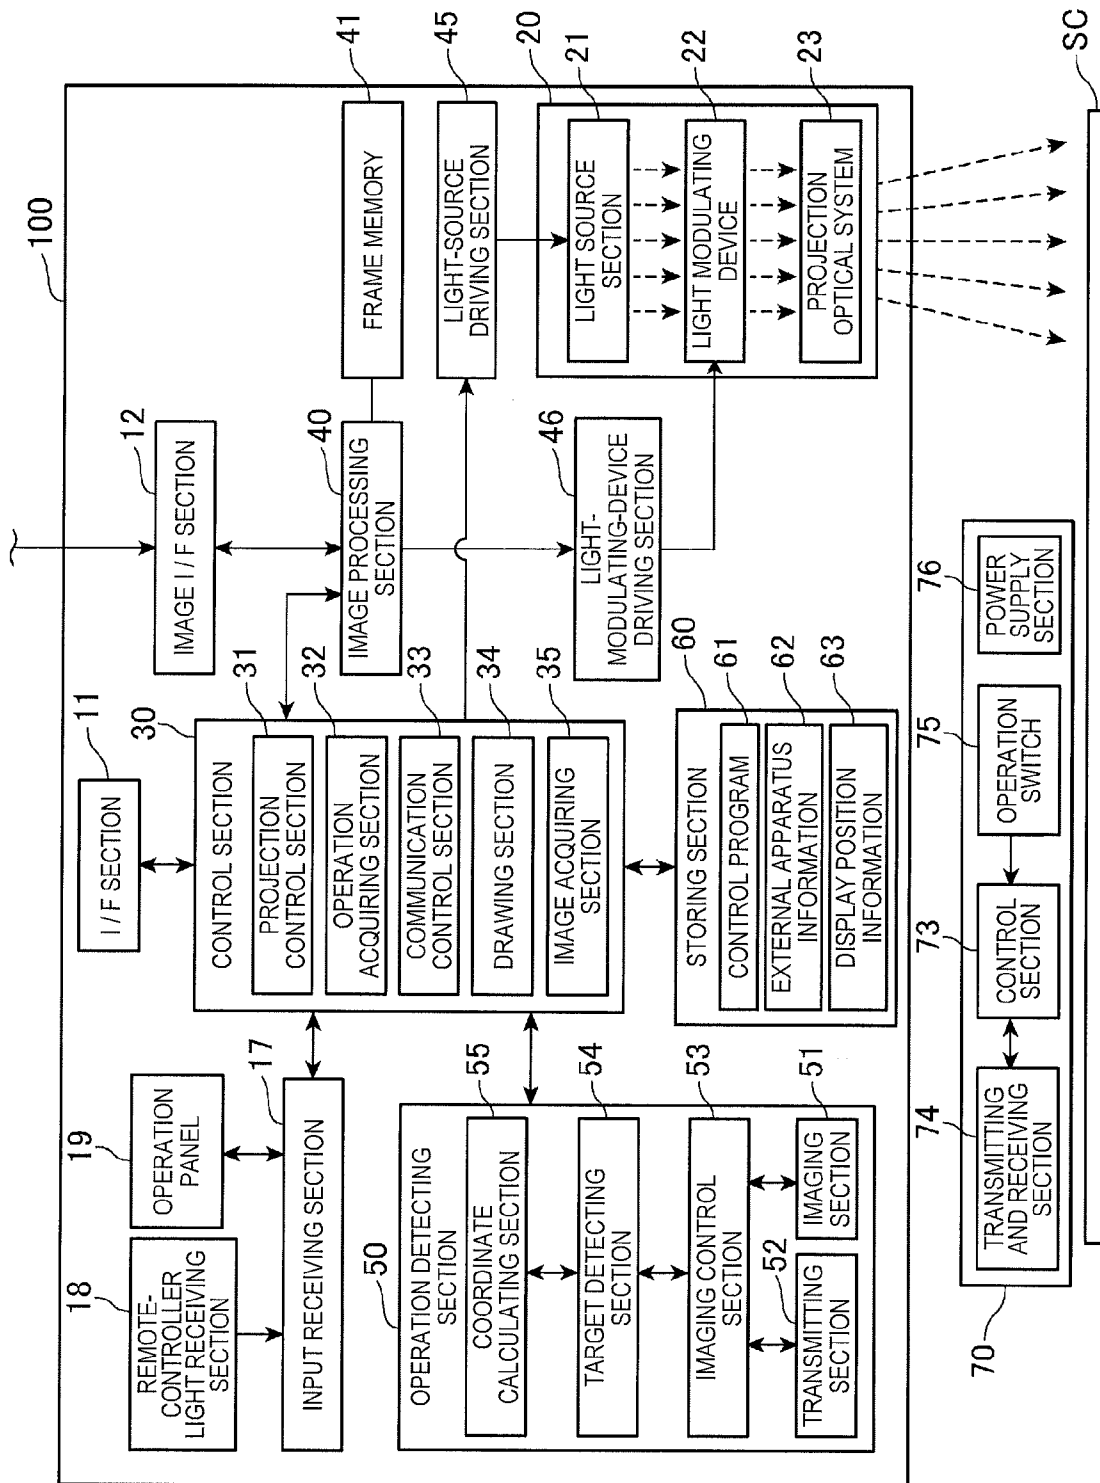 100
12
IMAGE I / F SECTION
11
I / F SECTION
41
FRAME MEMORY
40
IMAGE PROCESSING
SECTION
45
LIGHT-SOURCE
DRIVING SECTION
46
LIGHT-
MODULATING-DEVICE
DRIVING SECTION
20
21
LIGHT SOURCE
SECTION
22
LIGHT MODULATING
DEVICE
23
PROJECTION
OPTICAL SYSTEM
SC
30
CONTROL SECTION
31
PROJECTION
CONTROL SECTION
32
OPERATION
ACQUIRING SECTION
33
COMMUNICATION
CONTROL SECTION
34
DRAWING SECTION
35
IMAGE ACQUIRING
SECTION
60
STORING SECTION
61
CONTROL PROGRAM
62
EXTERNAL APPARATUS
INFORMATION
63
DISPLAY POSITION
INFORMATION
19
OPERATION
PANEL
18
REMOTE-
CONTROLLER
LIGHT RECEIVING
SECTION
17
INPUT RECEIVING SECTION
50
OPERATION DETECTING
SECTION
55
COORDINATE
CALCULATING SECTION
54
TARGET DETECTING
SECTION
53
IMAGING CONTROL
SECTION
52
TRANSMITTING
SECTION
51
IMAGING
SECTION
70
74
TRANSMITTING
AND RECEIVING
SECTION
73
CONTROL
SECTION
75
OPERATION
SWITCH
76
POWER
SUPPLY
SECTION